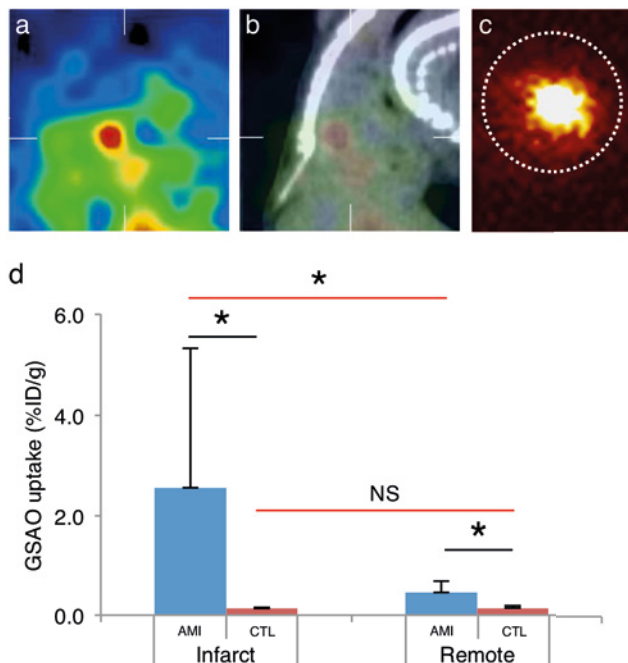 a
b
c
d
GSAO uptake (%ID/g)
6.0
4.0
2.0
0.0
*
*
NS
*
AMI
CTL
AMI
CTL
Infarct
Remote